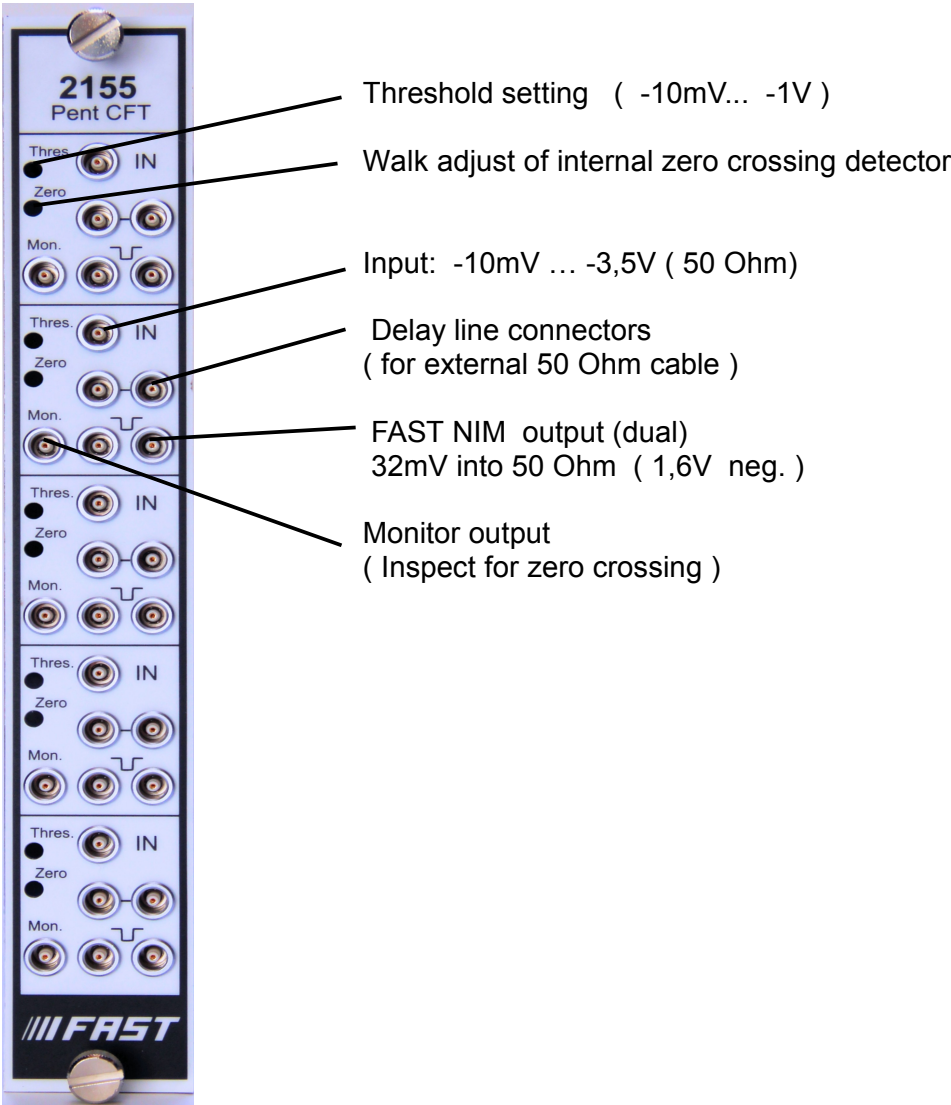 2155
Pent CFT
Threshold setting ( -10mV... -1V )
Thres. IN
Walk adjust of internal zero crossing detector
Zero
Mon.
Input: -10mV … -3,5V ( 50 Ohm)
Thres. IN
Delay line connectors
Zero
( for external 50 Ohm cable )
Mon.
FAST NIM output (dual)
32mV into 50 Ohm ( 1,6V neg. )
Thres. IN
Zero
Monitor output
( Inspect for zero crossing )
Mon.
Thres. IN
Zero
Mon.
Thres. IN
Zero
Mon.
FAST